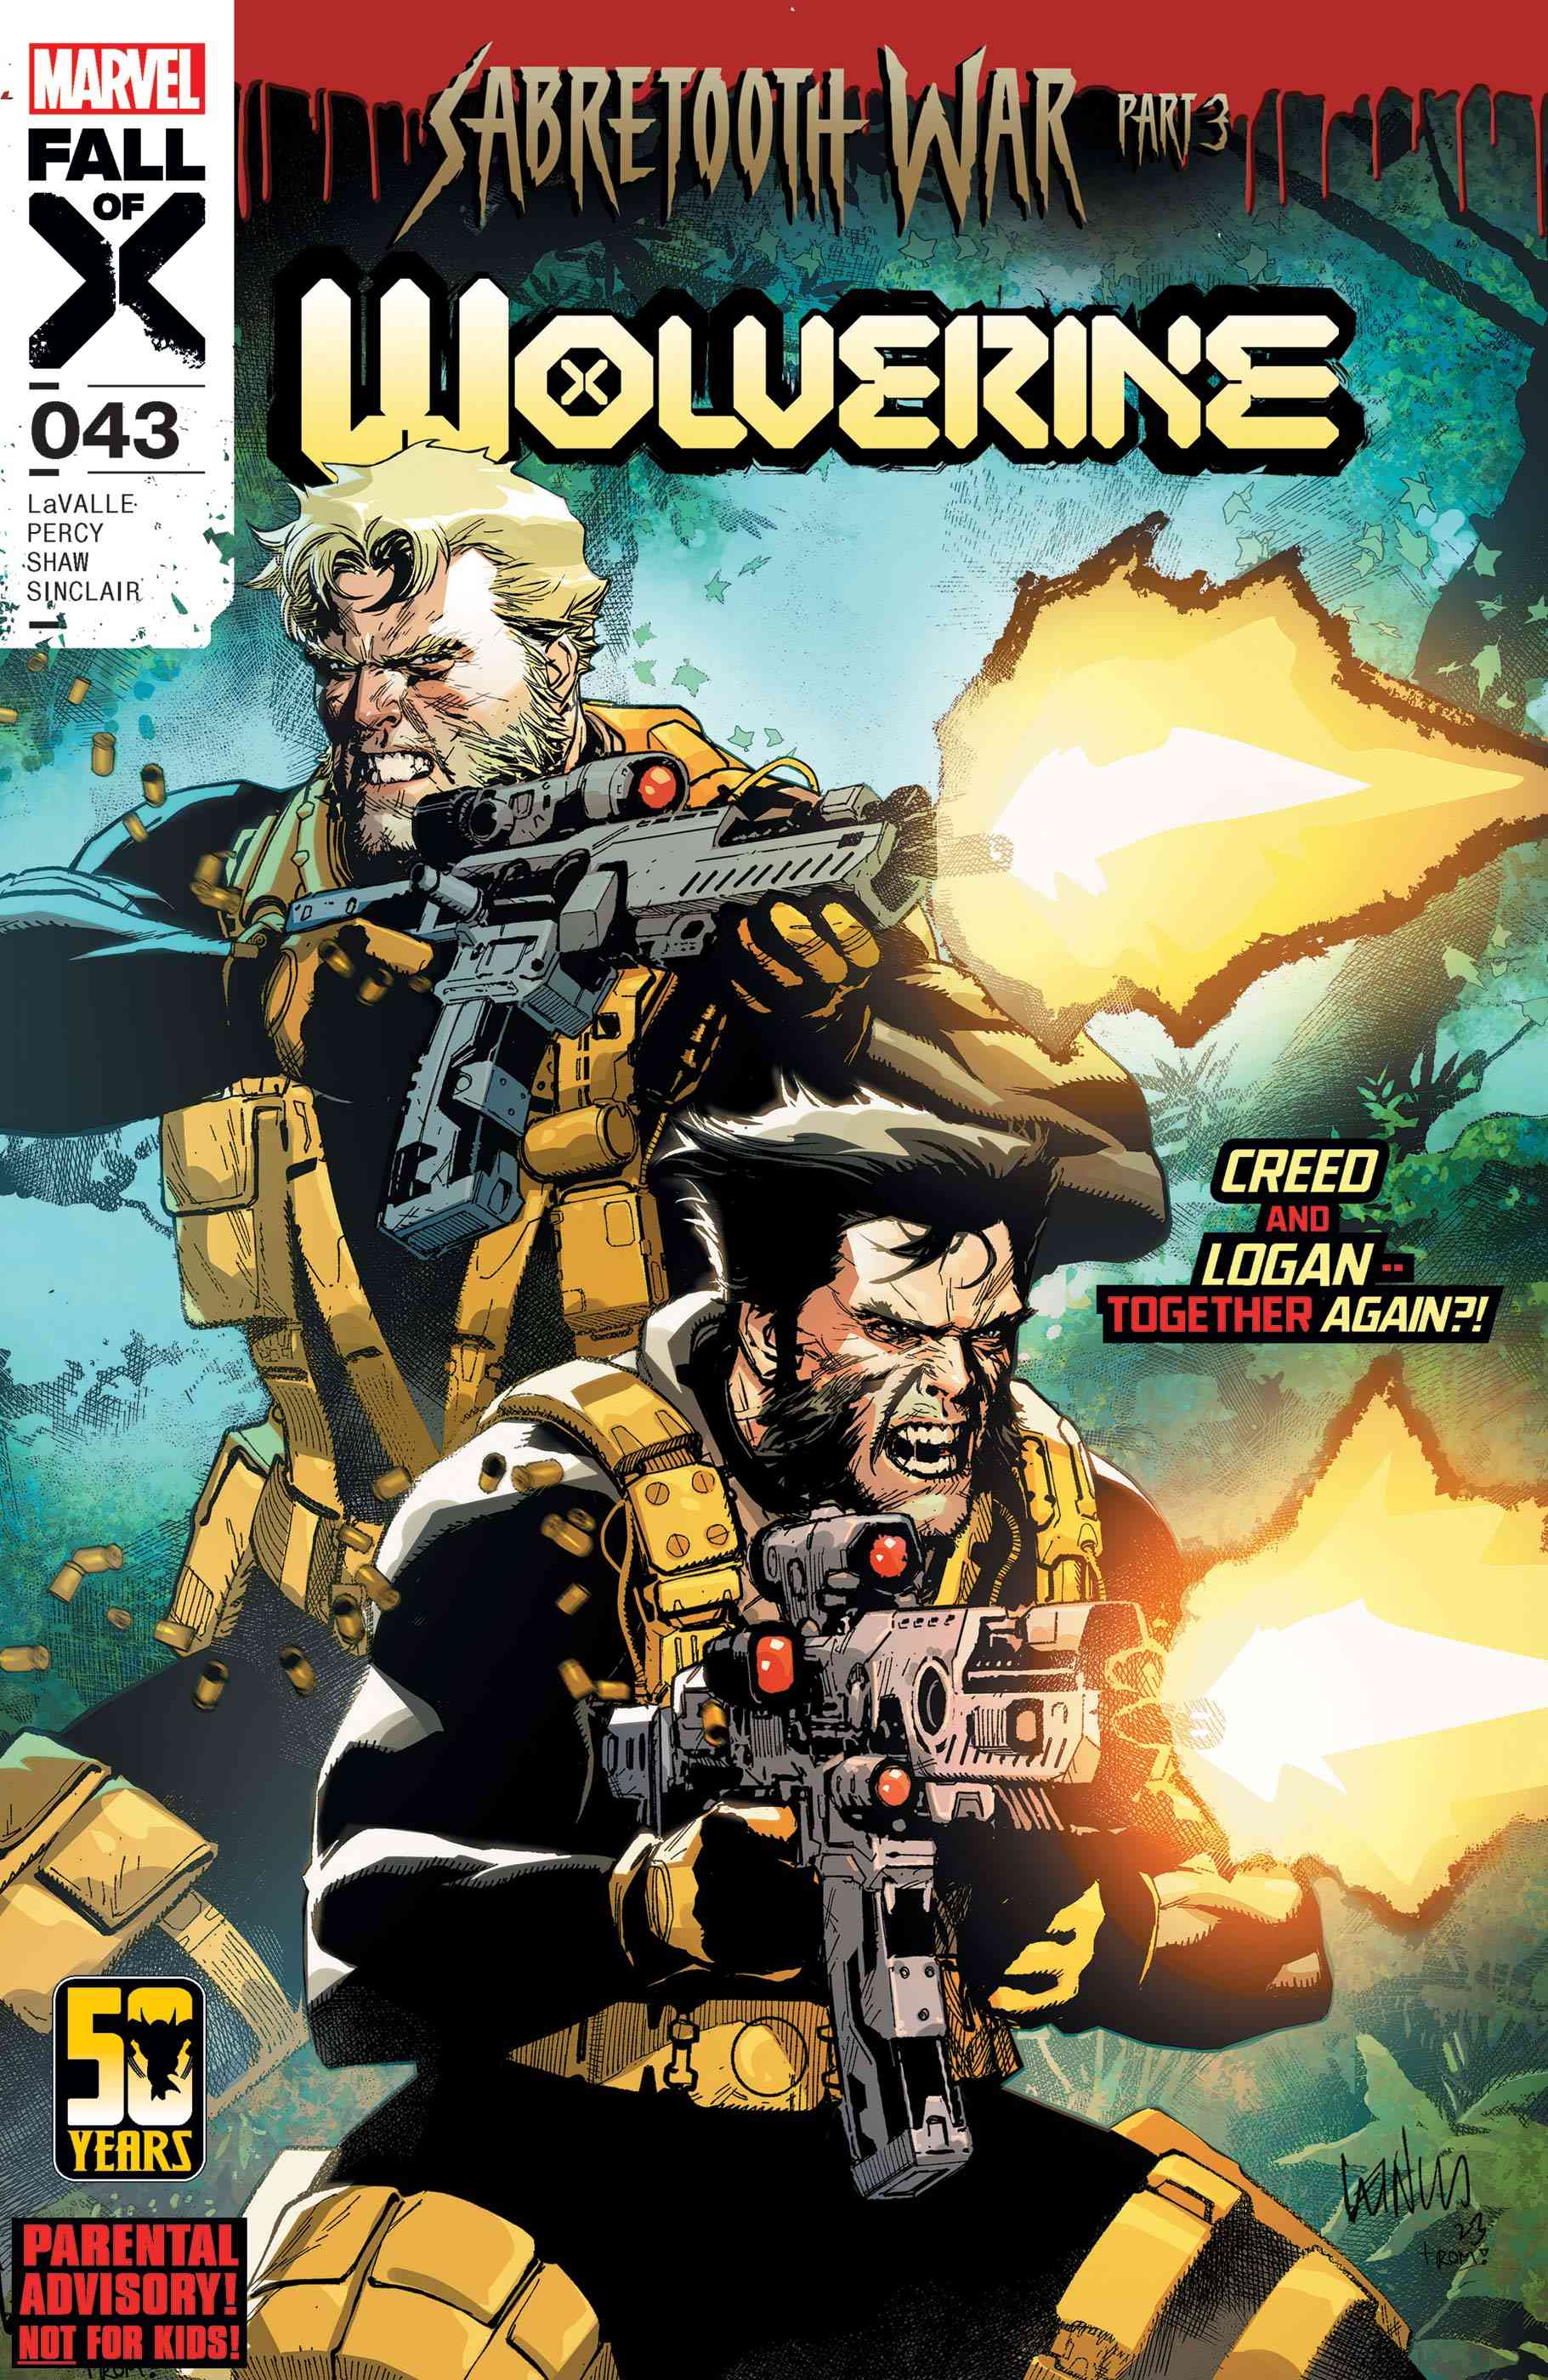 MARVEL
FALL
OF
X
043
LaVALLE
PERCY
SHAW
SINCLAIR
SABRETOOTH WAR PART 3
WOLVERINE
CREED
AND
LOGAN --
TOGETHER AGAIN?!
50
YEARS
PARENTAL
ADVISORY!
NOT FOR KIDS!
23